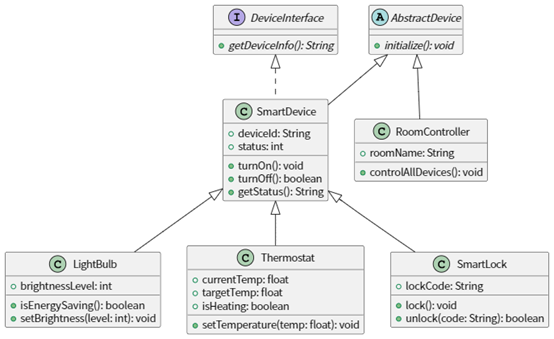 I DeviceInterface
getDeviceInfo(): String
A AbstractDevice
initialize(): void
C SmartDevice
deviceId: String
status: int
turnOn(): void
turnOff(): boolean
getStatus(): String
C RoomController
roomName: String
controlAllDevices(): void
C LightBulb
brightnessLevel: int
isEnergySaving(): boolean
setBrightness(level: int): void
C Thermostat
currentTemp: float
targetTemp: float
isHeating: boolean
setTemperature(temp: float): void
C SmartLock
lockCode: String
lock(): void
unlock(code: String): boolean